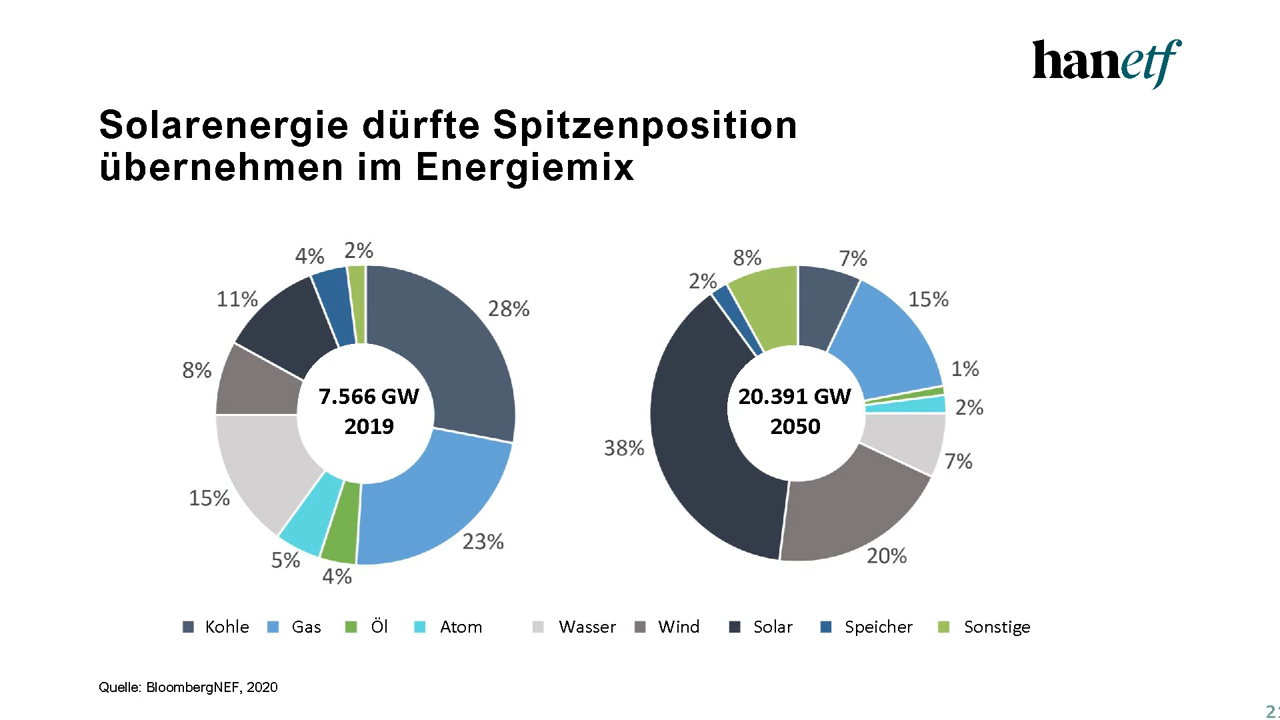 hanetf
Solarenergie dürfte Spitzenposition
übernehmen im Energiemix
4% 2%
11% 28%
8%
7.566 GW
2019
15%
23%
5%
4%
8% 7%
2% 15%
1%
20.391 GW
2050
2%
38% 7%
20%
Kohle Gas Öl Atom Wasser Wind Solar Speicher Sonstige
Quelle: BloombergNEF, 2020